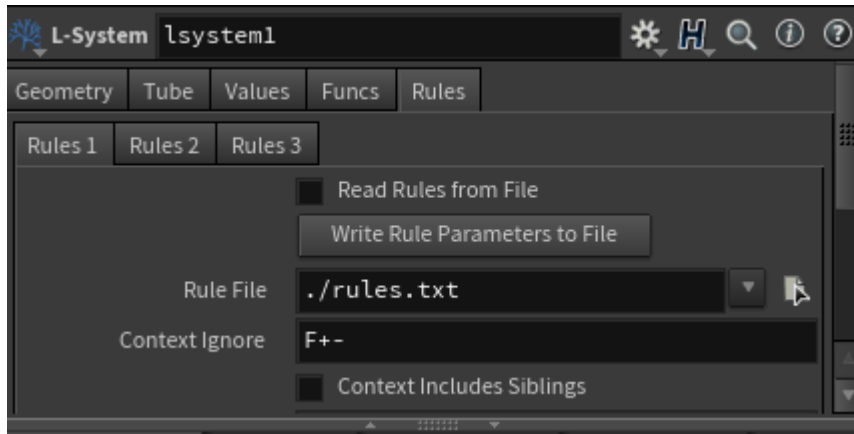 L-System lsystem1
Geometry Tube Values Funcs Rules
Rules 1 Rules 2 Rules 3
Read Rules from File
Write Rule Parameters to File
Rule File ./rules.txt
Context Ignore F+-
Context Includes Siblings